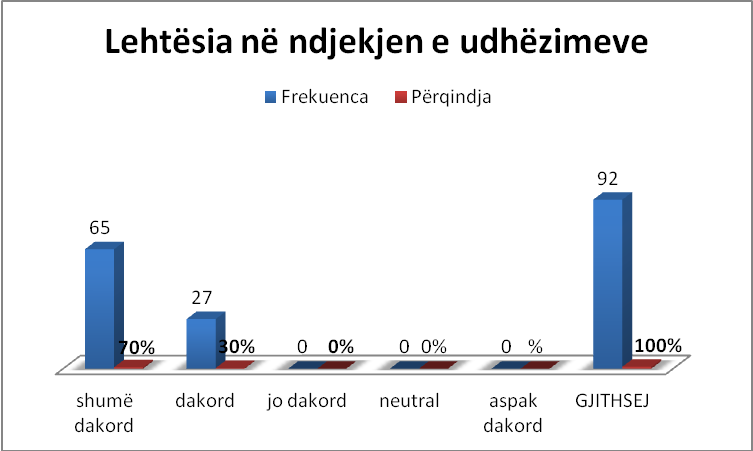 Lehtësia në ndjekjen e udhëzimeve
Frekuenca Përqindja
92
65
27
70% 30% 0 0% 0 0% 0 % 100%
shumë dakord jo dakord neutral aspak GJITHSEJ
dakord dakord